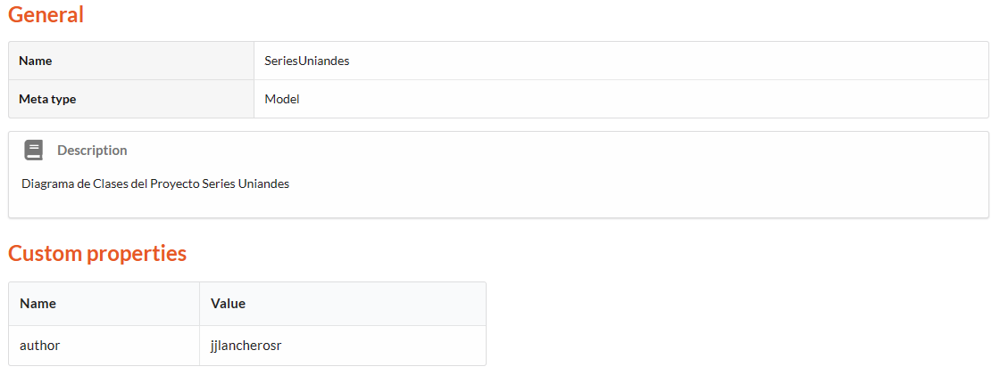 General
Name SeriesUniandes
Meta type Model
Description
Diagrama de Clases del Proyecto Series Uniandes
Custom properties
Name Value
author jjlancherosr